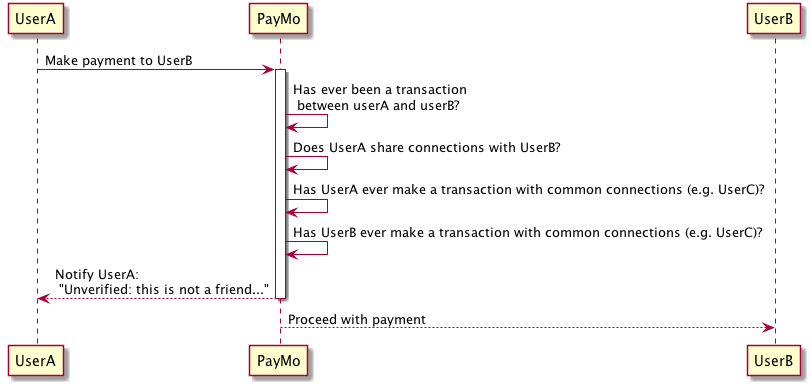 UserA PayMo UserB
Make payment to UserB
Has ever been a transaction
between userA and userB?
Does UserA share connections with UserB?
Has UserA ever make a transaction with common connections (e.g. UserC)?
Has UserB ever make a transaction with common connections (e.g. UserC)?
Notify UserA:
"Unverified: this is not a friend..."
Proceed with payment
UserA PayMo UserB